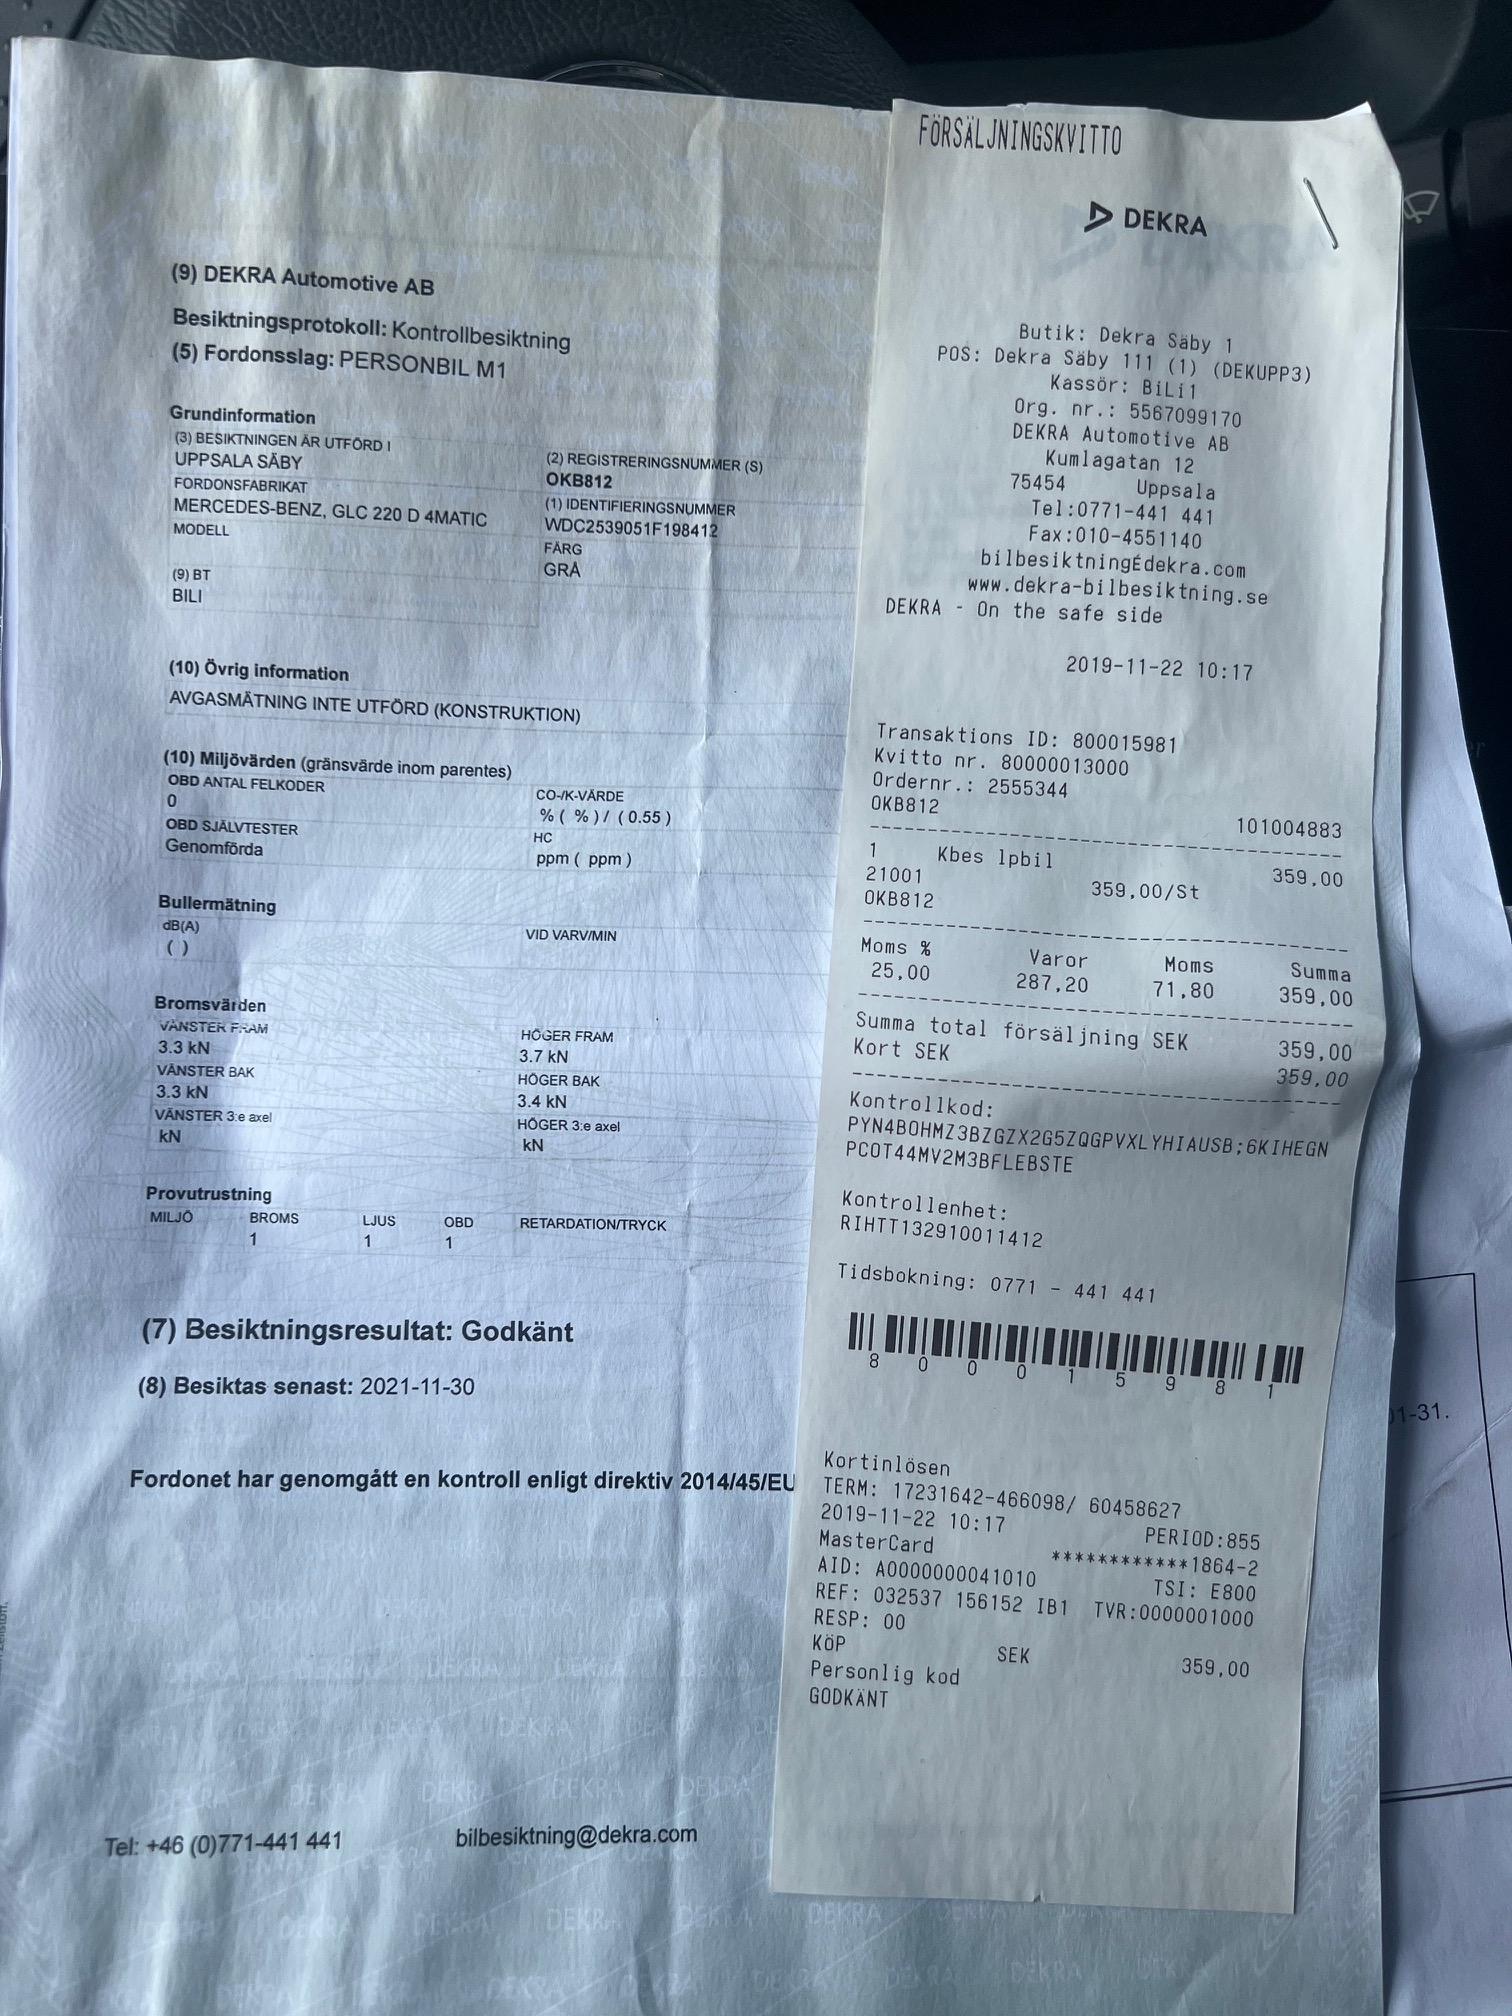 (9) DEKRA Automotive AB
Besiktningsprotokoll: Kontrollbesiktning
(5) Fordonsslag: PERSONBIL M1
Grundinformation
(3) BESIKTNINGEN ÄR UTFÖRD I
UPPSALA SÄBY
(2) REGISTRERINGSNUMMER (S)
OKB812
FORDONSFABRIKAT
MERCEDES-BENZ, GLC 220 D 4MATIC
(1) IDENTIFIERINGSNUMMER
WDC2539051F198412
MODELL
FÄRG
GRÅ
(9) BT
BILI
(10) Övrig information
AVGASMÄTNING INTE UTFÖRD (KONSTRUKTION)
(10) Miljövärden (gränsvärde inom parentes)
OBD ANTAL FELKODER
0
CO-/K-VÄRDE
% ( % ) / ( 0.55 )
OBD SJÄLVTESTER
Genomförda
HC
ppm ( ppm )
Bullermätning
dB(A)
( )
VID VARV/MIN
Bromsvärden
VÄNSTER FRAM
3.3 kN
HÖGER FRAM
3.7 kN
VÄNSTER BAK
3.3 kN
HÖGER BAK
3.4 kN
VÄNSTER 3:e axel
kN
HÖGER 3:e axel
kN
Provutrustning
MILJÖ BROMS LJUS OBD RETARDATION/TRYCK
1 1 1
(7) Besiktningsresultat: Godkänt
(8) Besiktas senast: 2021-11-30
Fordonet har genomgått en kontroll enligt direktiv 2014/45/EU
Tel: +46 (0)771-441 441 bilbesiktning@dekra.com
FÖRSÄLJNINGSKVITTO
DEKRA
Butik: Dekra Säby 1
POS: Dekra Säby 111 (1) (DEKUPP3)
Kassör: BiLi1
Org. nr.: 5567099170
DEKRA Automotive AB
Kumlagatan 12
75454 Uppsala
Tel:0771-441 441
Fax:010-4551140
bilbesiktningÉdekra.com
www.dekra-bilbesiktning.se
DEKRA - On the safe side
2019-11-22 10:17
Transaktions ID: 800015981
Kvitto nr. 80000013000
Ordernr.: 2555344
OKB812 101004883
1 Kbes lpbil 359,00
21001 359,00/St
OKB812
Moms % Varor Moms Summa
25,00 287,20 71,80 359,00
Summa total försäljning SEK 359,00
Kort SEK 359,00
Kontrollkod:
PYN4BOHMZ3BZGZX2G5ZQGPVXLYHIAUSB;6KIHEGN
PCOT44MV2M3BFLEBSTE
Kontrollenhet:
RIHTT132910011412
Tidsbokning: 0771 - 441 441
800015981
Kortinlösen
TERM: 17231642-466098/ 60458627
2019-11-22 10:17 PERIOD:855
MasterCard ************1864-2
AID: A0000000041010 TSI: E800
REF: 032537 156152 IB1 TVR:0000001000
RESP: 00
KöP SEK 359,00
Personlig kod
GODKÄNT
01-31.